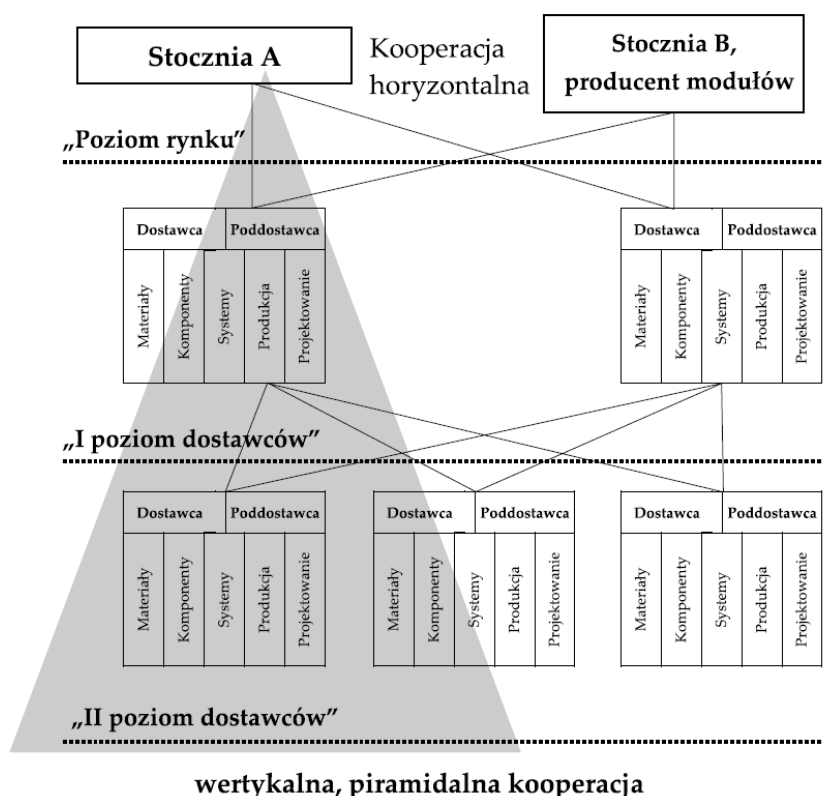 Stocznia A
Kooperacja
horyzontalna
Stocznia B,
producent modułów
„Poziom rynku”
Dostawca
Poddostawca
Materiały
Komponenty
Systemy
Produkcja
Projektowanie
Dostawca
Poddostawca
Materiały
Komponenty
Systemy
Produkcja
Projektowanie
„I poziom dostawców”
Dostawca
Poddostawca
Materiały
Komponenty
Systemy
Produkcja
Projektowanie
Dostawca
Poddostawca
Materiały
Komponenty
Systemy
Produkcja
Projektowanie
Dostawca
Poddostawca
Materiały
Komponenty
Systemy
Produkcja
Projektowanie
„II poziom dostawców”
wertykalna, piramidalna kooperacja